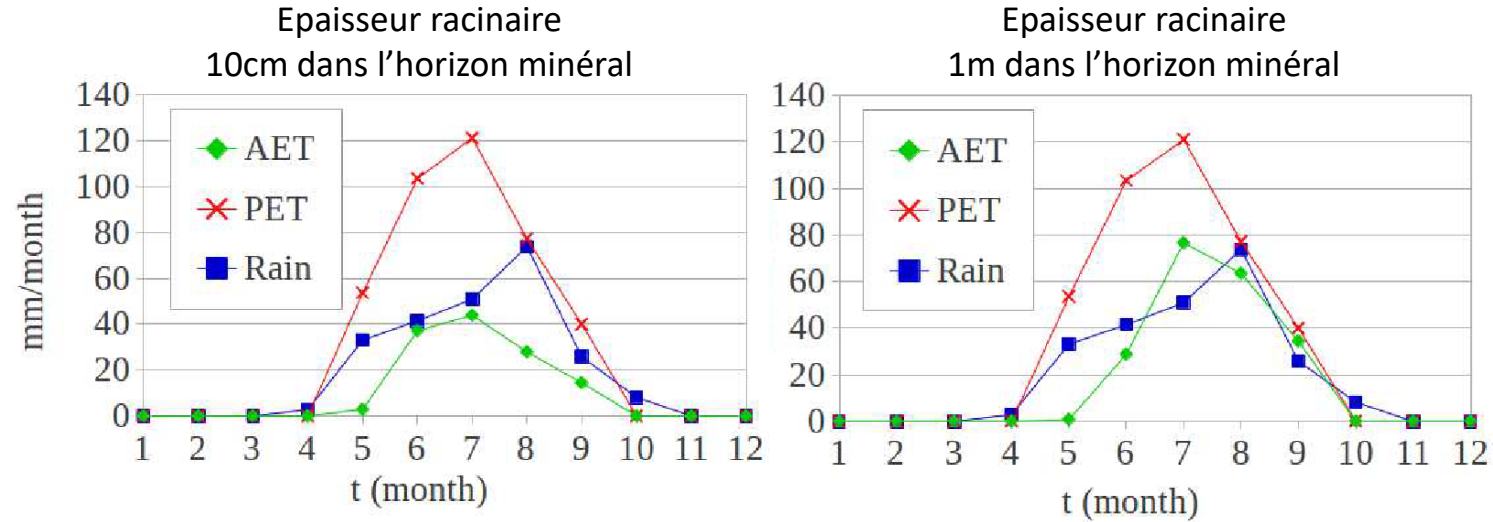 Epaisseur racinaire
10cm dans l’horizon minéral
mm/month
140
120
100
80
60
40
20
0
AET
PET
Rain
1 2 3 4 5 6 7 8 9 10 11 12
t (month)
Epaisseur racinaire
1m dans l’horizon minéral
140
120
100
80
60
40
20
0
AET
PET
Rain
1 2 3 4 5 6 7 8 9 10 11 12
t (month)